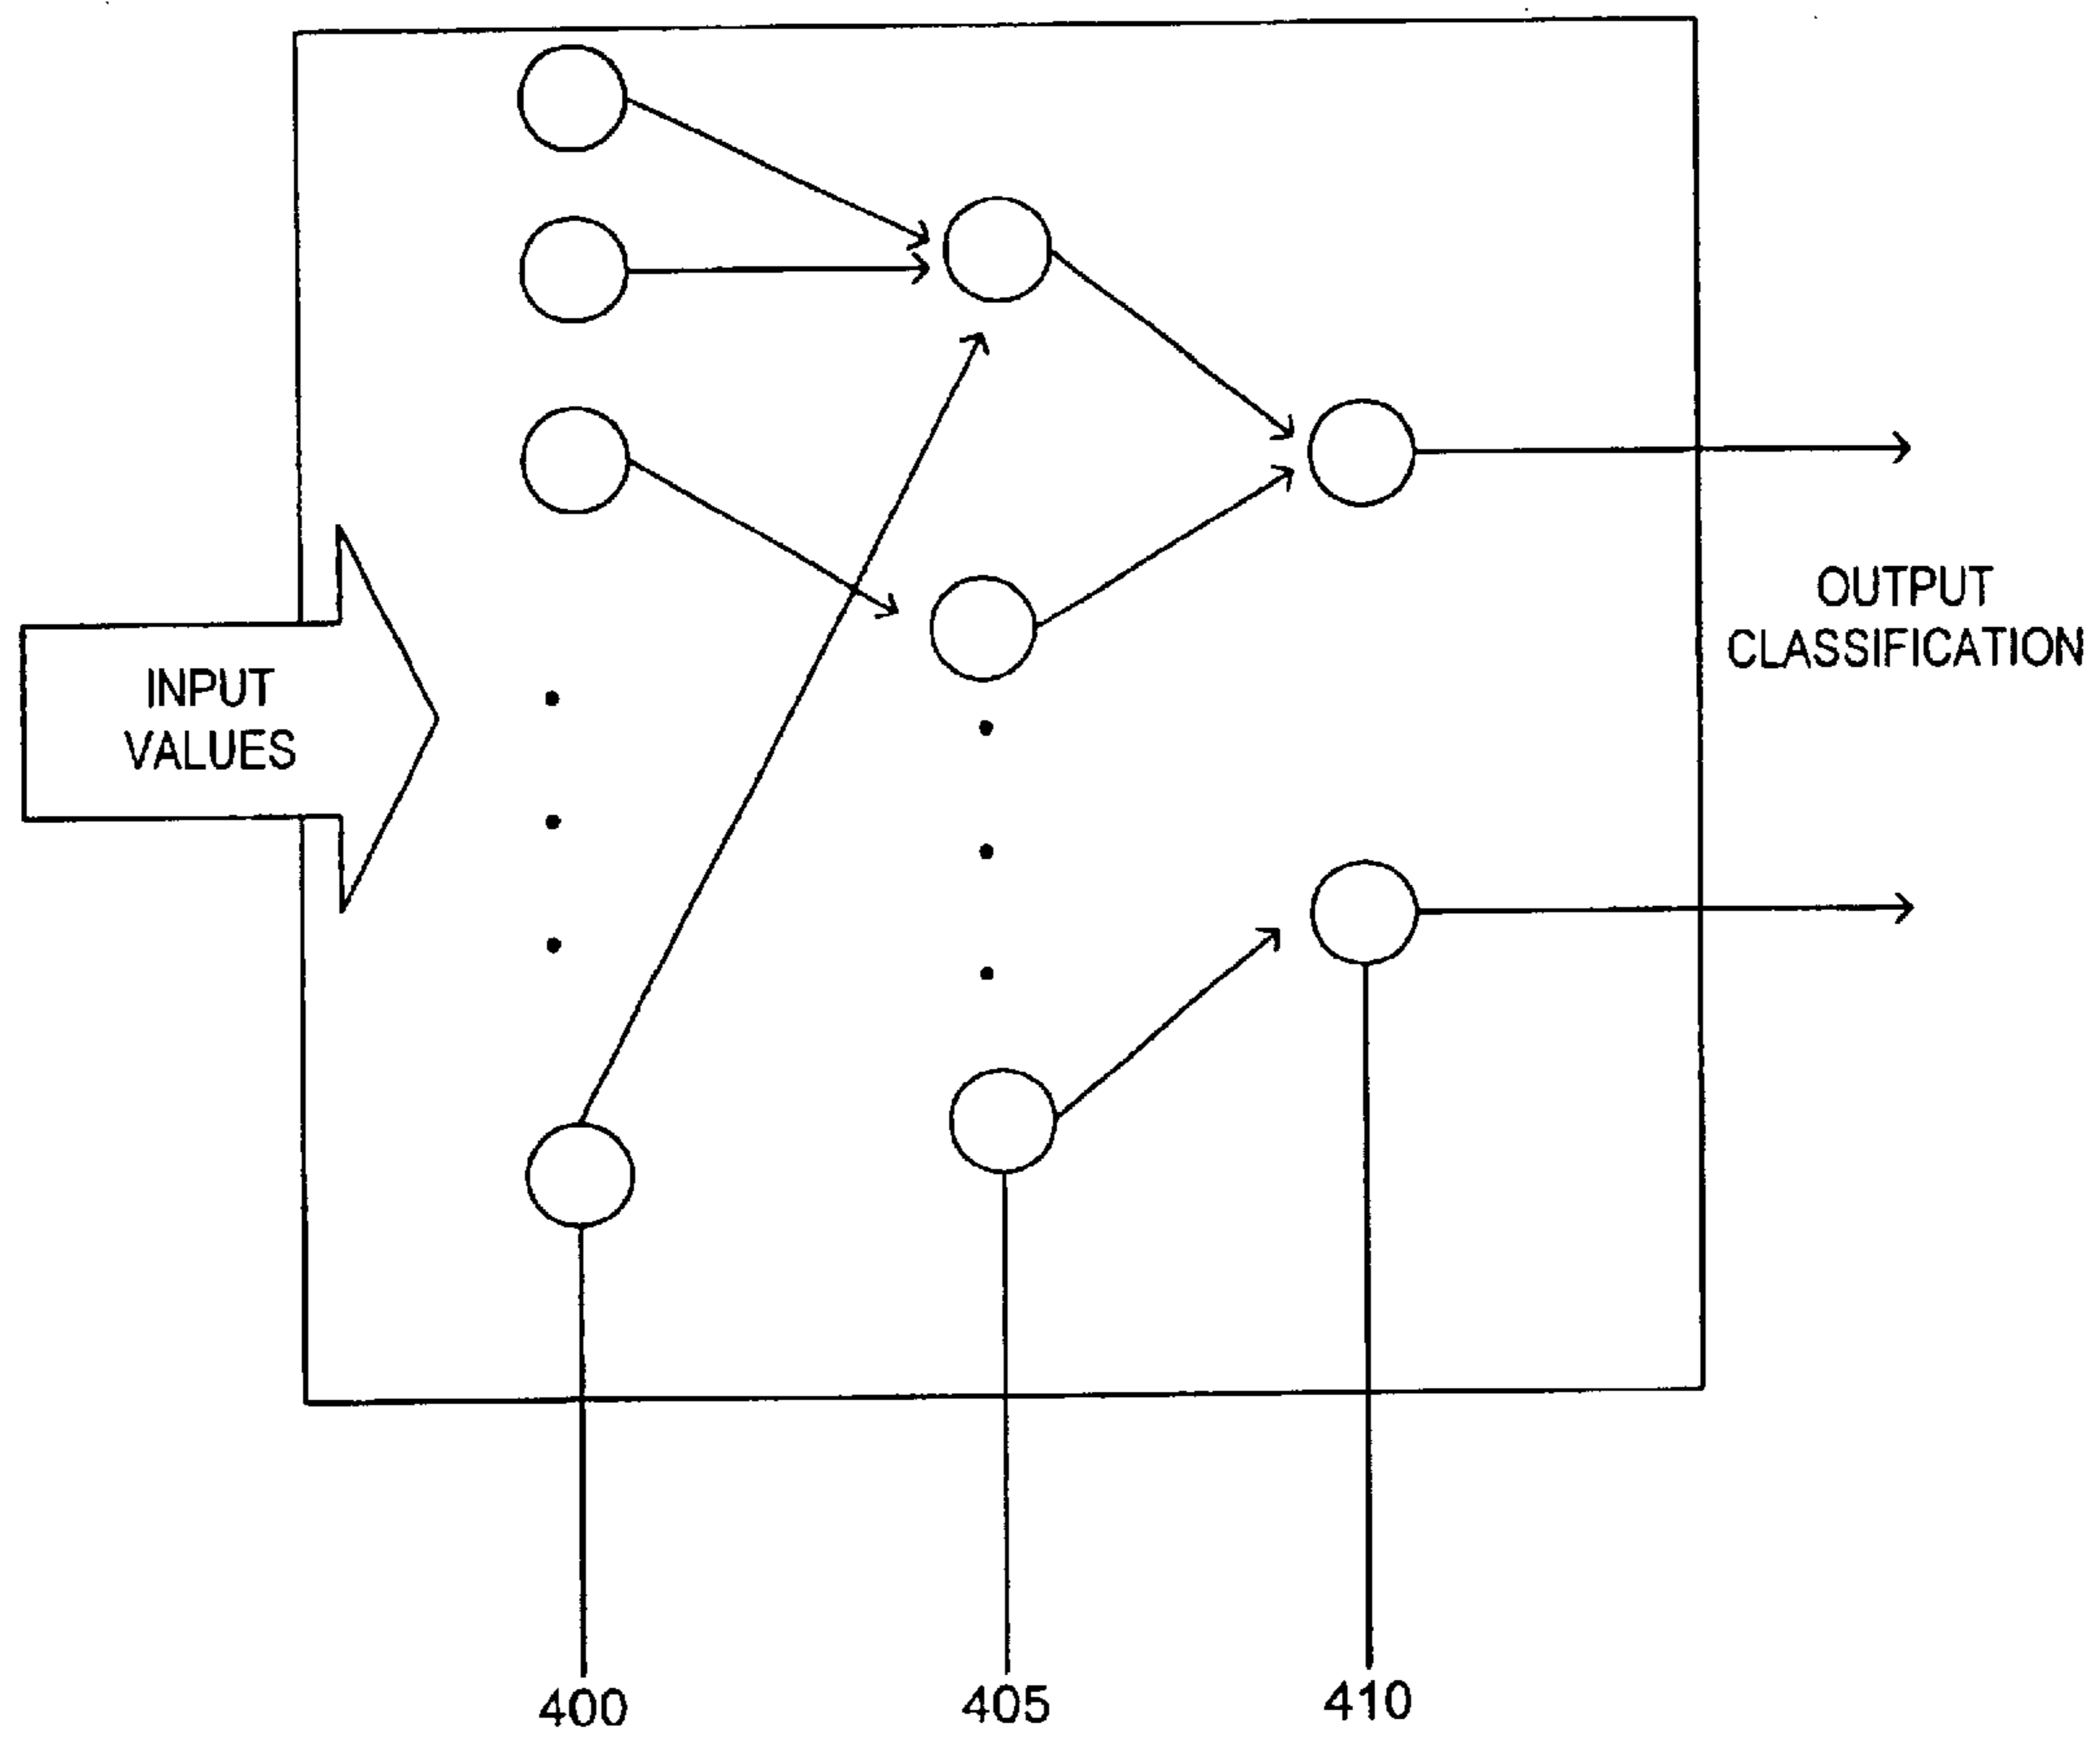 INPUT
VALUES
OUTPUT
CLASSIFICATION
400
405
410